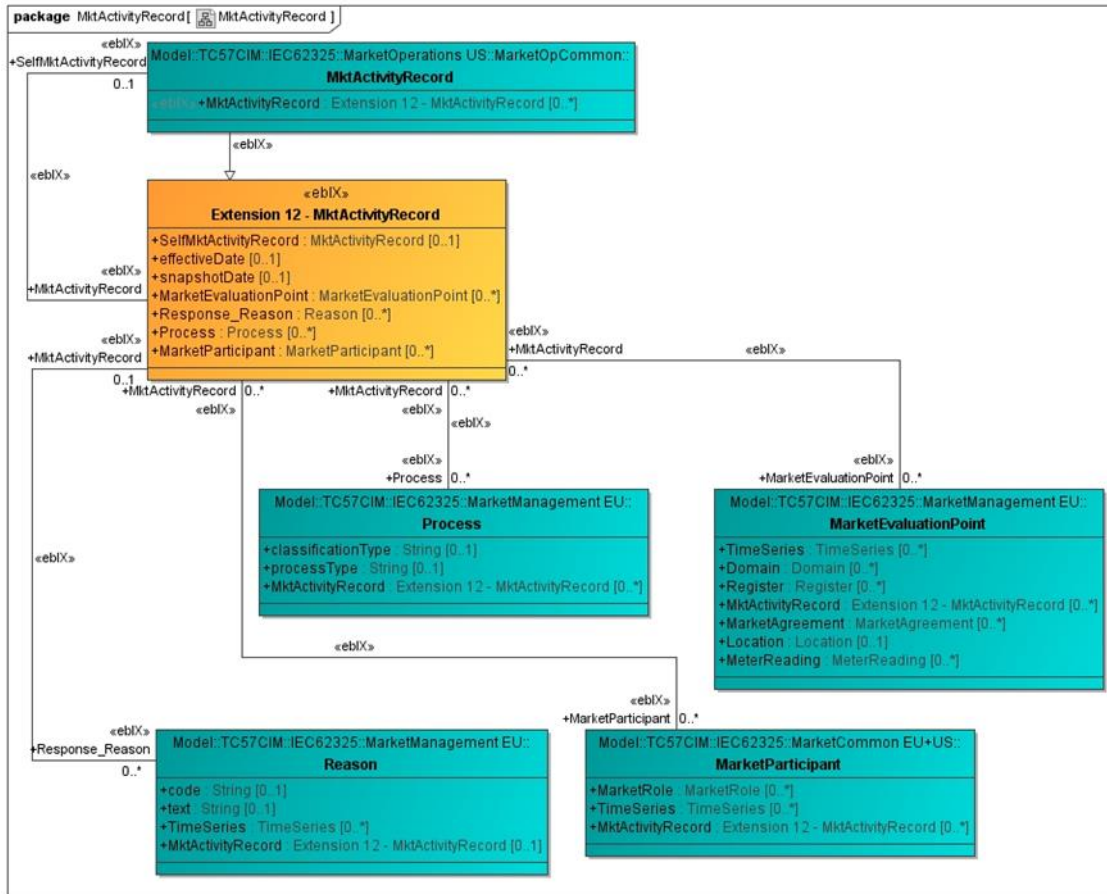 package MktActivityRecord[ MktActivityRecord ]
«ebIX»
+SelfMktActivityRecord
0..1
Model::TC57CIM::IEC62325::MarketOperations US::MarketOpCommon::
MktActivityRecord
«ebIX» +MktActivityRecord : Extension 12 - MktActivityRecord [0..*]
«ebIX»
«ebIX»
«ebIX»
+MktActivityRecord
«ebIX»
Extension 12 - MktActivityRecord
+SelfMktActivityRecord : MktActivityRecord [0..1]
+effectiveDate [0..1]
+snapshotDate [0..1]
+MarketEvaluationPoint : MarketEvaluationPoint [0..*]
+Response_Reason : Reason [0..*]
+Process : Process [0..*]
+MarketParticipant : MarketParticipant [0..*]
«ebIX»
+MktActivityRecord
0..1
«ebIX»
+MktActivityRecord
0..*
«ebIX»
+MktActivityRecord 0..*
«ebIX»
+MktActivityRecord 0..*
«ebIX»
«ebIX»
«ebIX»
+Process 0..*
«ebIX»
+MarketEvaluationPoint 0..*
Model::TC57CIM::IEC62325::MarketManagement EU::
Process
+classificationType : String [0..1]
+processType : String [0..1]
+MktActivityRecord : Extension 12 - MktActivityRecord [0..*]
Model::TC57CIM::IEC62325::MarketManagement EU::
MarketEvaluationPoint
+TimeSeries : TimeSeries [0..*]
+Domain : Domain [0..*]
+Register : Register [0..*]
+MktActivityRecord : Extension 12 - MktActivityRecord [0..*]
+MarketAgreement : MarketAgreement [0..*]
+Location : Location [0..1]
+MeterReading : MeterReading [0..*]
«ebIX»
«ebIX»
«ebIX»
+MarketParticipant 0..*
«ebIX»
+Response_Reason
0..*
Model::TC57CIM::IEC62325::MarketManagement EU::
Reason
+code : String [0..1]
+text : String [0..1]
+TimeSeries : TimeSeries [0..*]
+MktActivityRecord : Extension 12 - MktActivityRecord [0..1]
Model::TC57CIM::IEC62325::MarketCommon EU+US::
MarketParticipant
+MarketRole : MarketRole [0..*]
+TimeSeries : TimeSeries [0..*]
+MktActivityRecord : Extension 12 - MktActivityRecord [0..*]